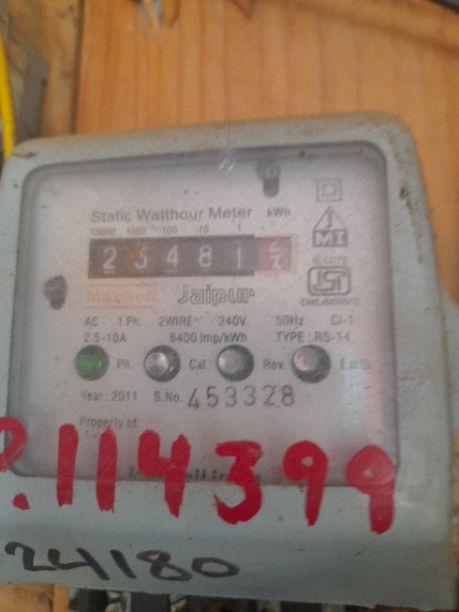 Static Watthour Meter kWh
10000 1000 100 10 1
2 3 4 8 1
Maxwell Jaipur
AC 1 Ph. 2WIRE 240V 50Hz Cl-1
2.5-10A 6400 Imp/kWh TYPE : RS-14
Ph. Cal. Rev. Earth
Year : 2011 S.No. 453328
Property of:
P.114399
24180